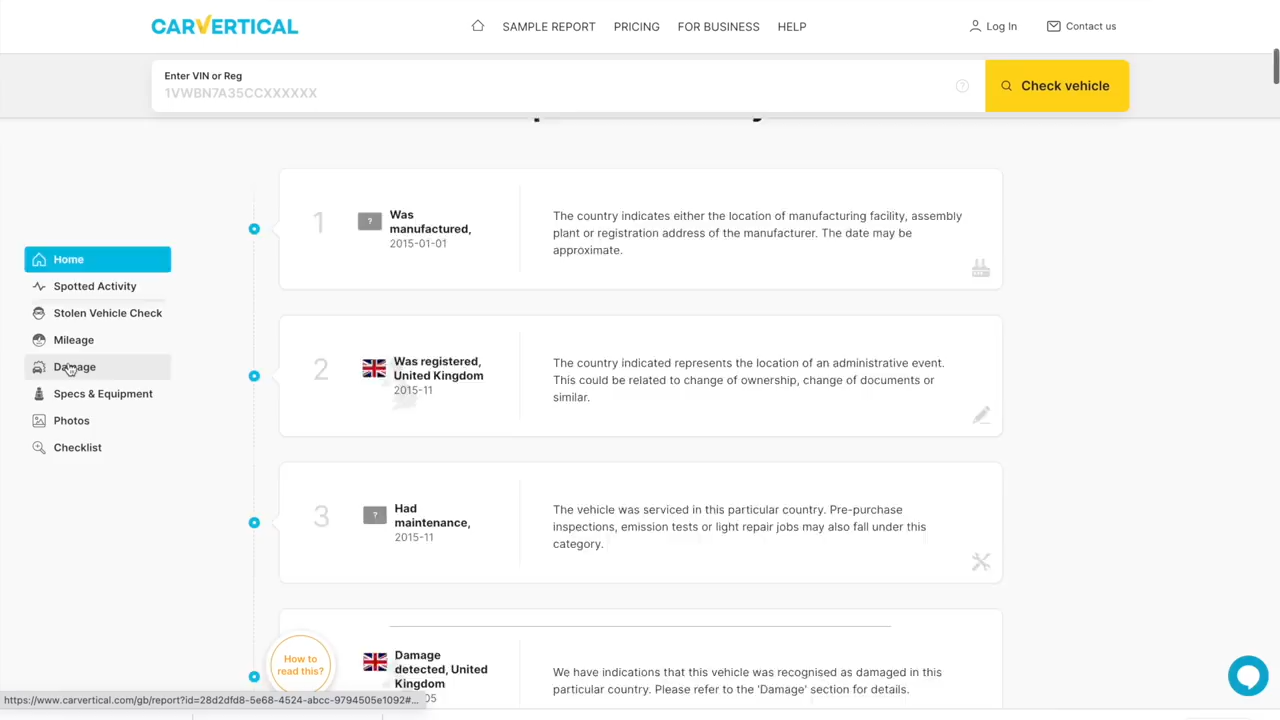 CARVERTICAL
SAMPLE REPORT
PRICING
FOR BUSINESS
HELP
Log In
Contact us
Enter VIN or Reg
1VWBN7A35CCXXXXXX
?
Check vehicle
Home
Spotted Activity
Stolen Vehicle Check
Mileage
Damage
Specs & Equipment
Photos
Checklist
1
?
Was
manufactured,
2015-01-01
The country indicates either the location of manufacturing facility, assembly
plant or registration address of the manufacturer. The date may be
approximate.
2
Was registered,
United Kingdom
2015-11
The country indicated represents the location of an administrative event.
This could be related to change of ownership, change of documents or
similar.
3
?
Had
maintenance,
2015-11
The vehicle was serviced in this particular country. Pre-purchase
inspections, emission tests or light repair jobs may also fall under this
category.
How to
read this?
Damage
detected, United
Kingdom
05
We have indications that this vehicle was recognised as damaged in this
particular country. Please refer to the 'Damage' section for details.
https://www.carvertical.com/gb/report?id=28d2dfd8-5e68-4524-abcc-9794505e1092#...